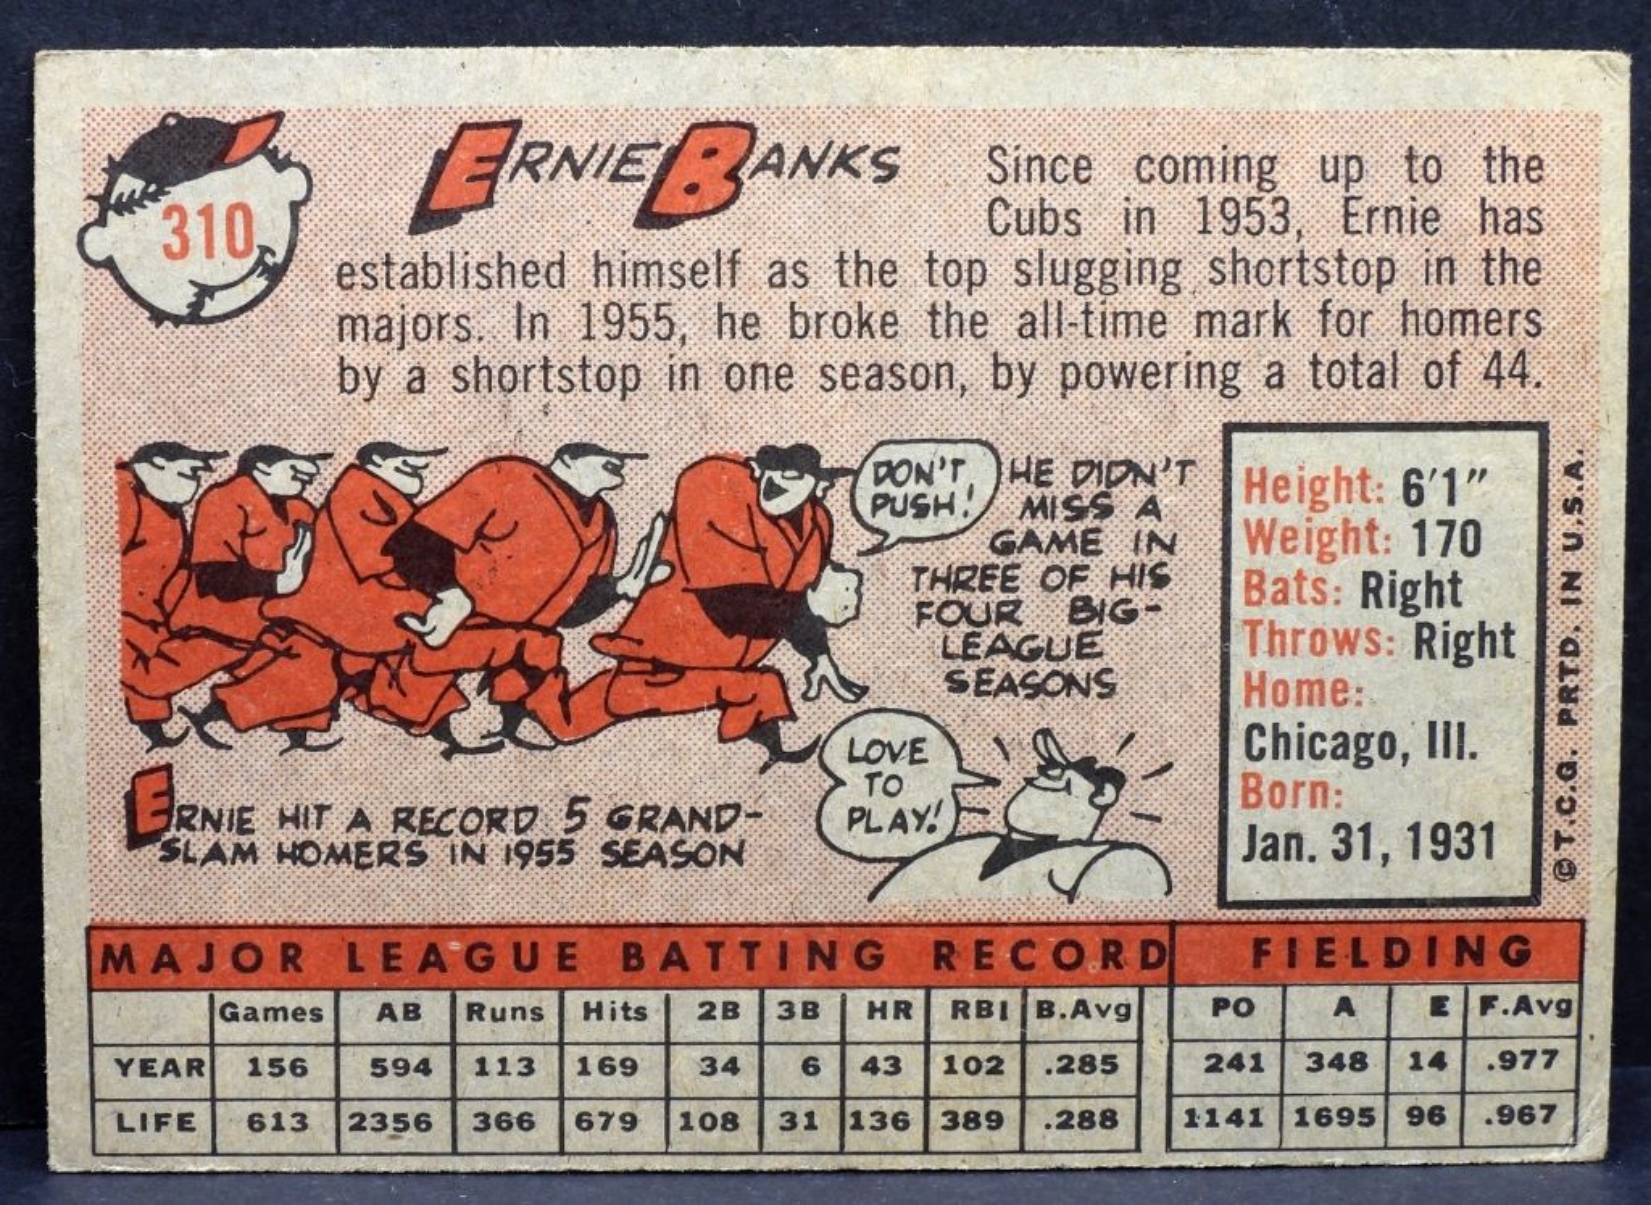 310
ERNIE BANKS
Since coming up to the
Cubs in 1953, Ernie has
established himself as the top slugging shortstop in the
majors. In 1955, he broke the all-time mark for homers
by a shortstop in one season, by powering a total of 44.
DON'T
PUSH!
HE DIDN'T
MISS A
GAME IN
THREE OF HIS
FOUR BIG-
LEAGUE
SEASONS
LOVE
TO
PLAY!
ERNIE HIT A RECORD 5 GRAND-
SLAM HOMERS IN 1955 SEASON
Height: 6'1"
Weight: 170
Bats: Right
Throws: Right
Home:
Chicago, Ill.
Born:
Jan. 31, 1931
©T.C.G. PRTD. IN U.S.A.
MAJOR LEAGUE BATTING RECORD FIELDING
Games AB Runs Hits 2B 3B HR RBI B.Avg PO A E F.Avg
YEAR 156 594 113 169 34 6 43 102 .285 241 348 14 .977
LIFE 613 2356 366 679 108 31 136 389 .288 1141 1695 96 .967